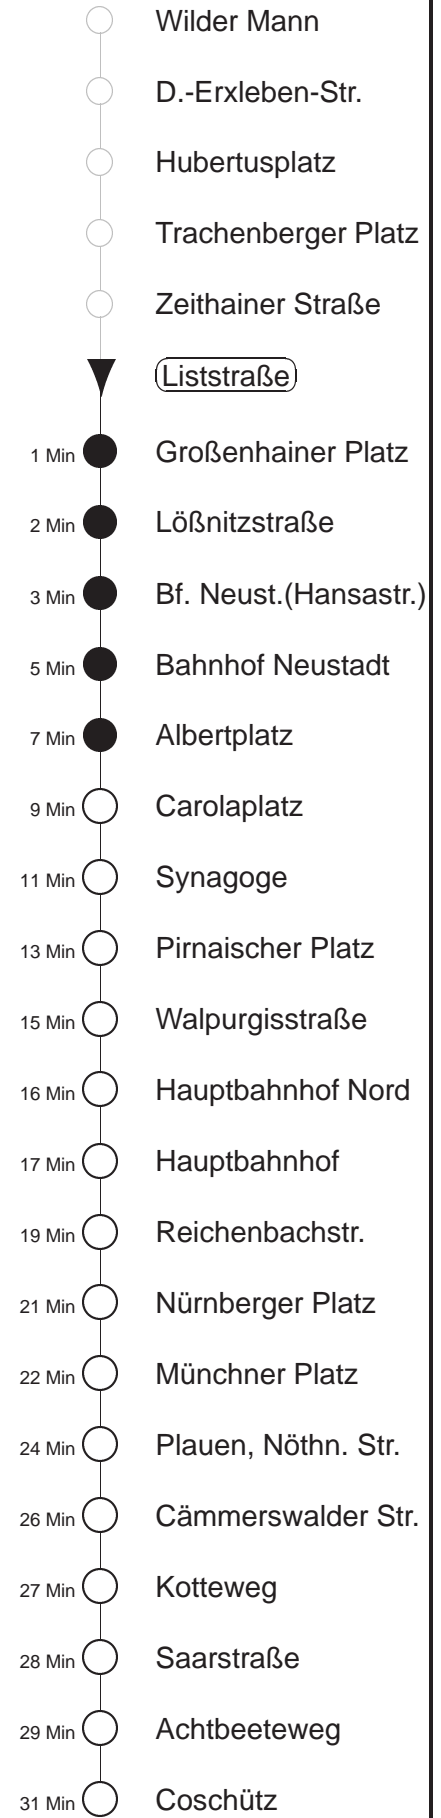 Wilder Mann
D.-Erxleben-Str.
Hubertusplatz
Trachenberger Platz
Zeithainer Straße
Liststraße
1 Min Großenhainer Platz
2 Min Lößnitzstraße
3 Min Bf. Neust.(Hansastr.)
5 Min Bahnhof Neustadt
7 Min Albertplatz
9 Min Carolaplatz
11 Min Synagoge
13 Min Pirnaischer Platz
15 Min Walpurgisstraße
16 Min Hauptbahnhof Nord
17 Min Hauptbahnhof
19 Min Reichenbachstr.
21 Min Nürnberger Platz
22 Min Münchner Platz
24 Min Plauen, Nöthn. Str.
26 Min Cämmerswalder Str.
27 Min Kotteweg
28 Min Saarstraße
29 Min Achtbeeteweg
31 Min Coschütz